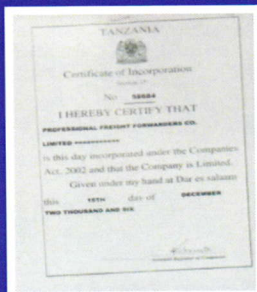 TANZANIA
Certificate of Incorporation
No
I HEREBY CERTIFY THAT
PROFESSIONAL FREIGHT FORWARDERS CO.
LIMITED ***********
is this day incorporated under the Companies
Act, 2002 and that the Company is Limited.
Given under my hand at Dar es salaam
this 15TH day of DECEMBER
TWO THOUSAND AND SIX